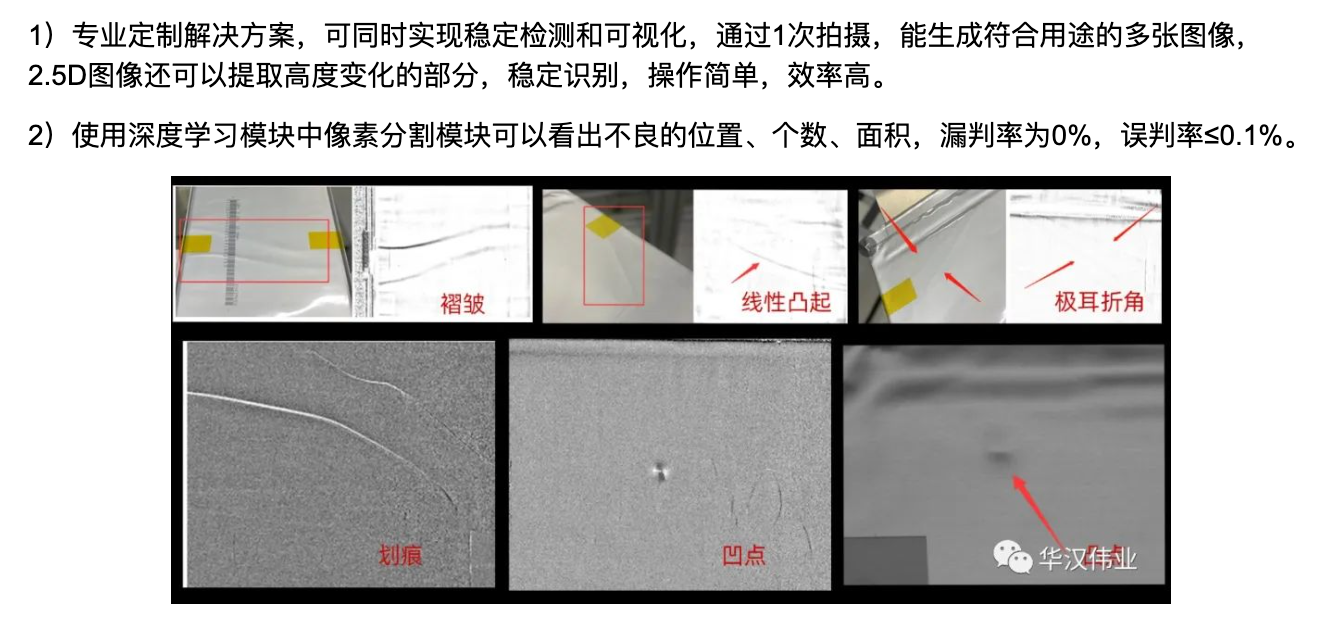 1）专业定制解决方案，可同时实现稳定检测和可视化，通过1次拍摄，能生成符合用途的多张图像，
2.5D图像还可以提取高度变化的部分，稳定识别，操作简单，效率高。
2）使用深度学习模块中像素分割模块可以看出不良的位置、个数、面积，漏判率为0%，误判率≤0.1%。
褶皱
线性凸起
极耳折角
划痕
凹点
华汉伟业